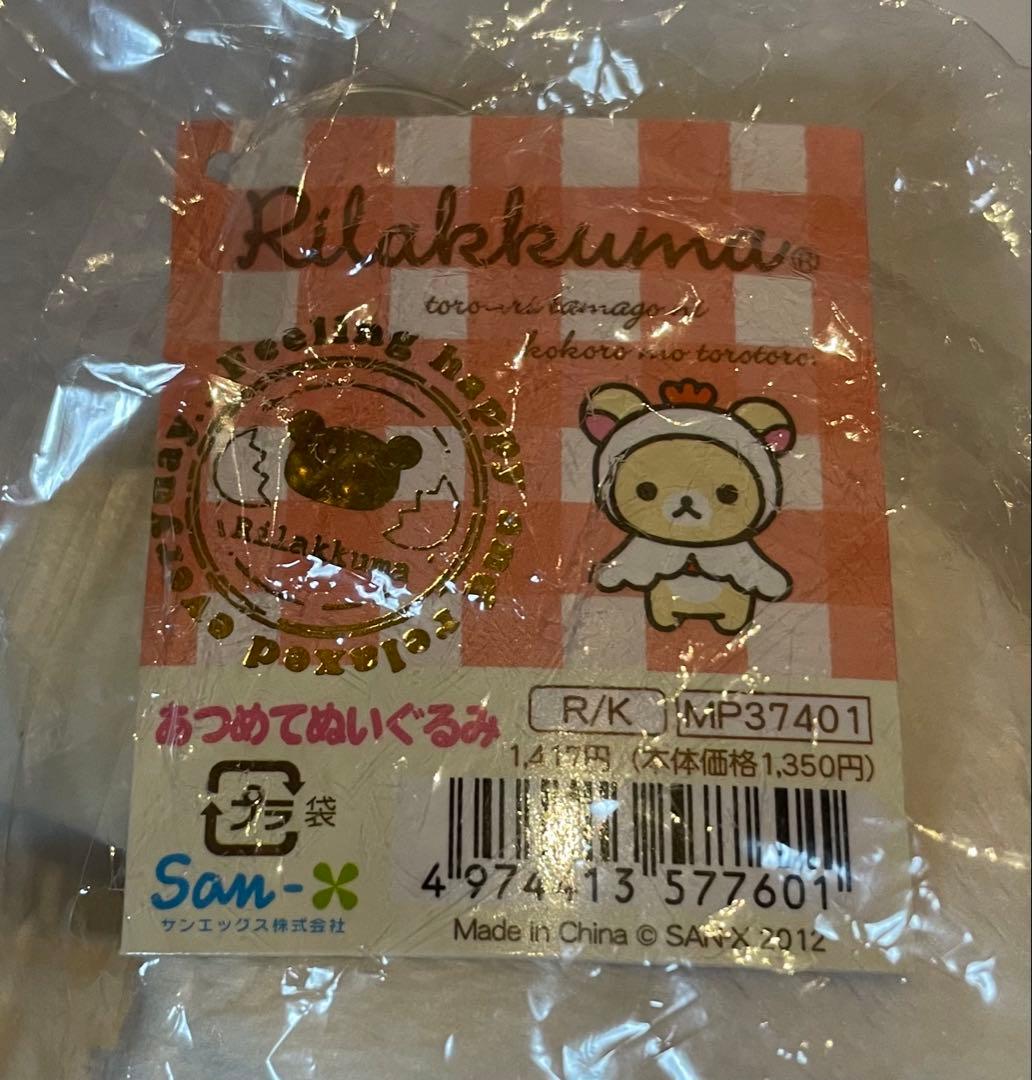 Rilakkuma®
toro-ri tamago ni
kokoro mo torotoro.
Feeling happy and relaxed everyday.
Rilakkuma
あつめてぬいぐるみ
R/K
MP37401
1,417円（本体価格1,350円）
プラ
袋
San-X
サンエックス株式会社
4 974413 577601
Made in China © SAN-X 2012